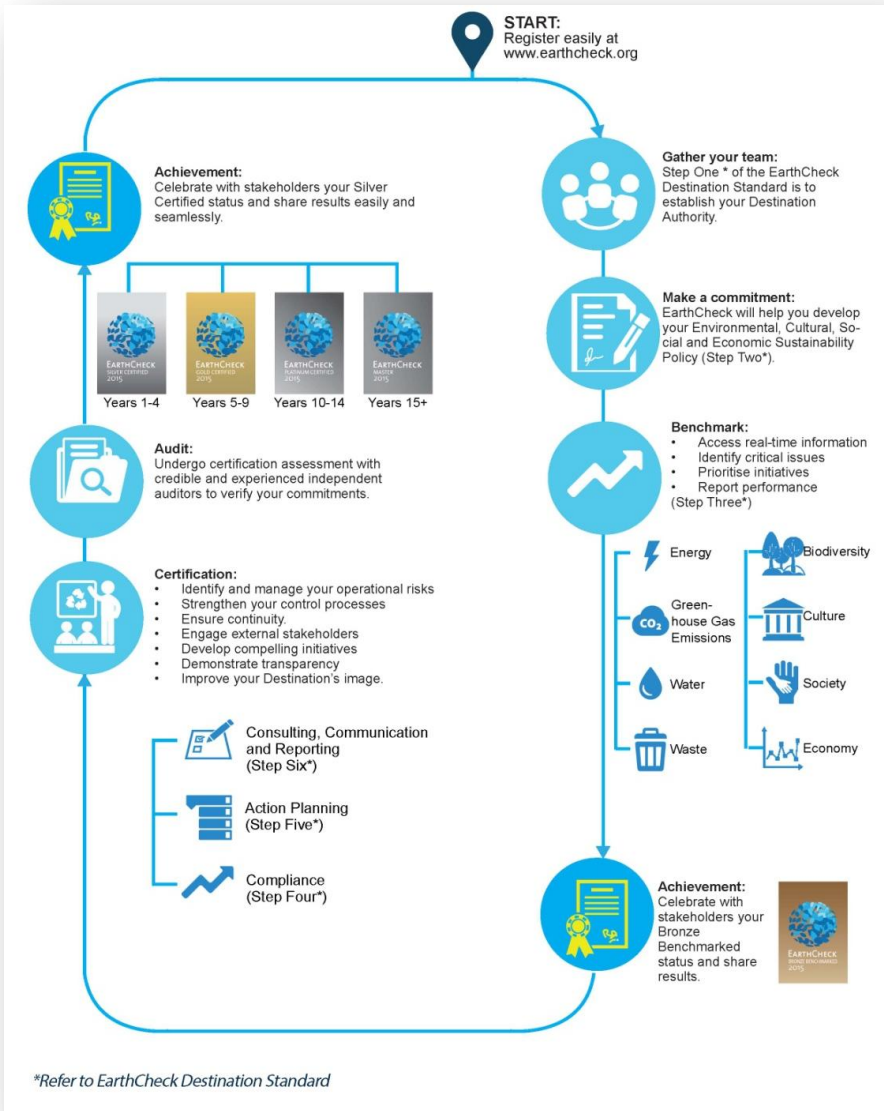 START:
Register easily at
www.earthcheck.org
Gather your team:
Step One * of the EarthCheck
Destination Standard is to
establish your Destination
Authority.
Make a commitment:
EarthCheck will help you develop
your Environmental, Cultural, So-
cial and Economic Sustainability
Policy (Step Two*).
Benchmark:
• Access real-time information
• Identify critical issues
• Prioritise initiatives
• Report performance
(Step Three*)
Energy
CO₂
Green-
house Gas
Emissions
Water
Waste
Biodiversity
Culture
Society
Economy
Achievement:
Celebrate with
stakeholders your
Bronze
Benchmarked
status and share
results.
EARTHCHECK
BRONZE BENCHMARKED
2015
Certification:
• Identify and manage your operational risks
• Strengthen your control processes
• Ensure continuity.
• Engage external stakeholders
• Develop compelling initiatives
• Demonstrate transparency
• Improve your Destination's image.
Consulting, Communication
and Reporting
(Step Six*)
Action Planning
(Step Five*)
Compliance
(Step Four*)
Audit:
Undergo certification assessment with
credible and experienced independent
auditors to verify your commitments.
Achievement:
Celebrate with stakeholders your Silver
Certified status and share results easily and
seamlessly.
EARTHCHECK
SILVER CERTIFIED
2015
Years 1-4
EARTHCHECK
GOLD CERTIFIED
2015
Years 5-9
EARTHCHECK
PLATINUM CERTIFIED
2015
Years 10-14
EARTHCHECK
MASTER
2015
Years 15+
*Refer to EarthCheck Destination Standard